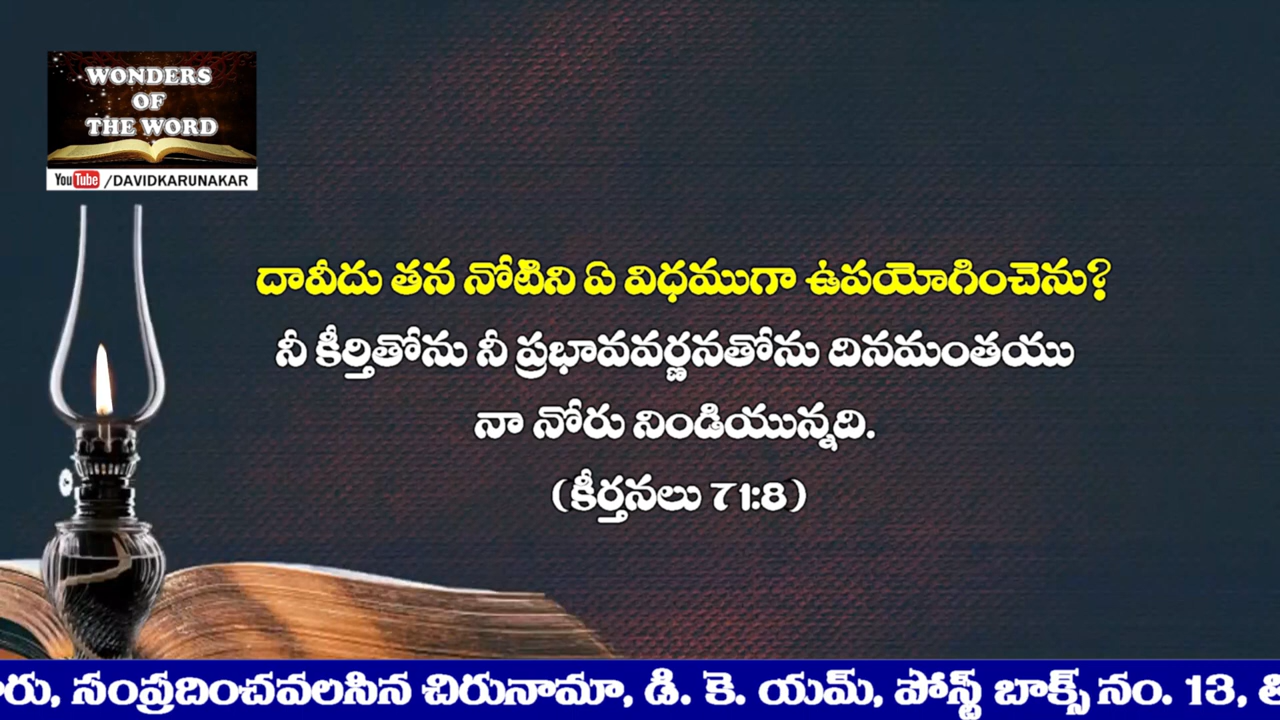 WONDERS
OF
THE WORD
YouTube /DAVIDKARUNAKAR
దావీదు తన నోటిని ఏ విధముగా ఉపయోగించెను?
నీ కీర్తితోను నీ ప్రభావవర్ణనతోను దినమంతయు
నా నోరు నిండియున్నది.
(కీర్తనలు 71:8)
సంప్రదించవలసిన చిరునామా, డి. కె. యమ్, పోస్ట్ బాక్స్ నం. 13,